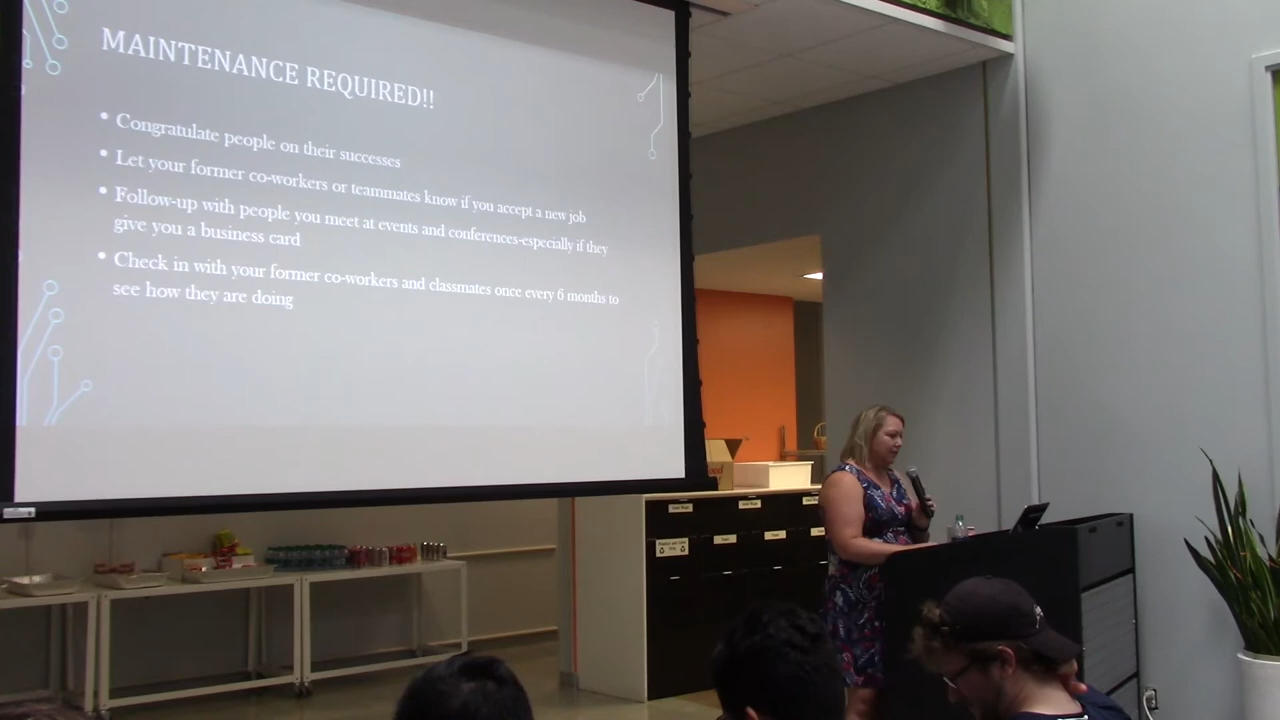 MAINTENANCE REQUIRED!!
• Congratulate people on their successes
• Let your former co-workers or teammates know if you accept a new job
• Follow-up with people you meet at events and conferences-especially if they
give you a business card
• Check in with your former co-workers and classmates once every 6 months to
see how they are doing